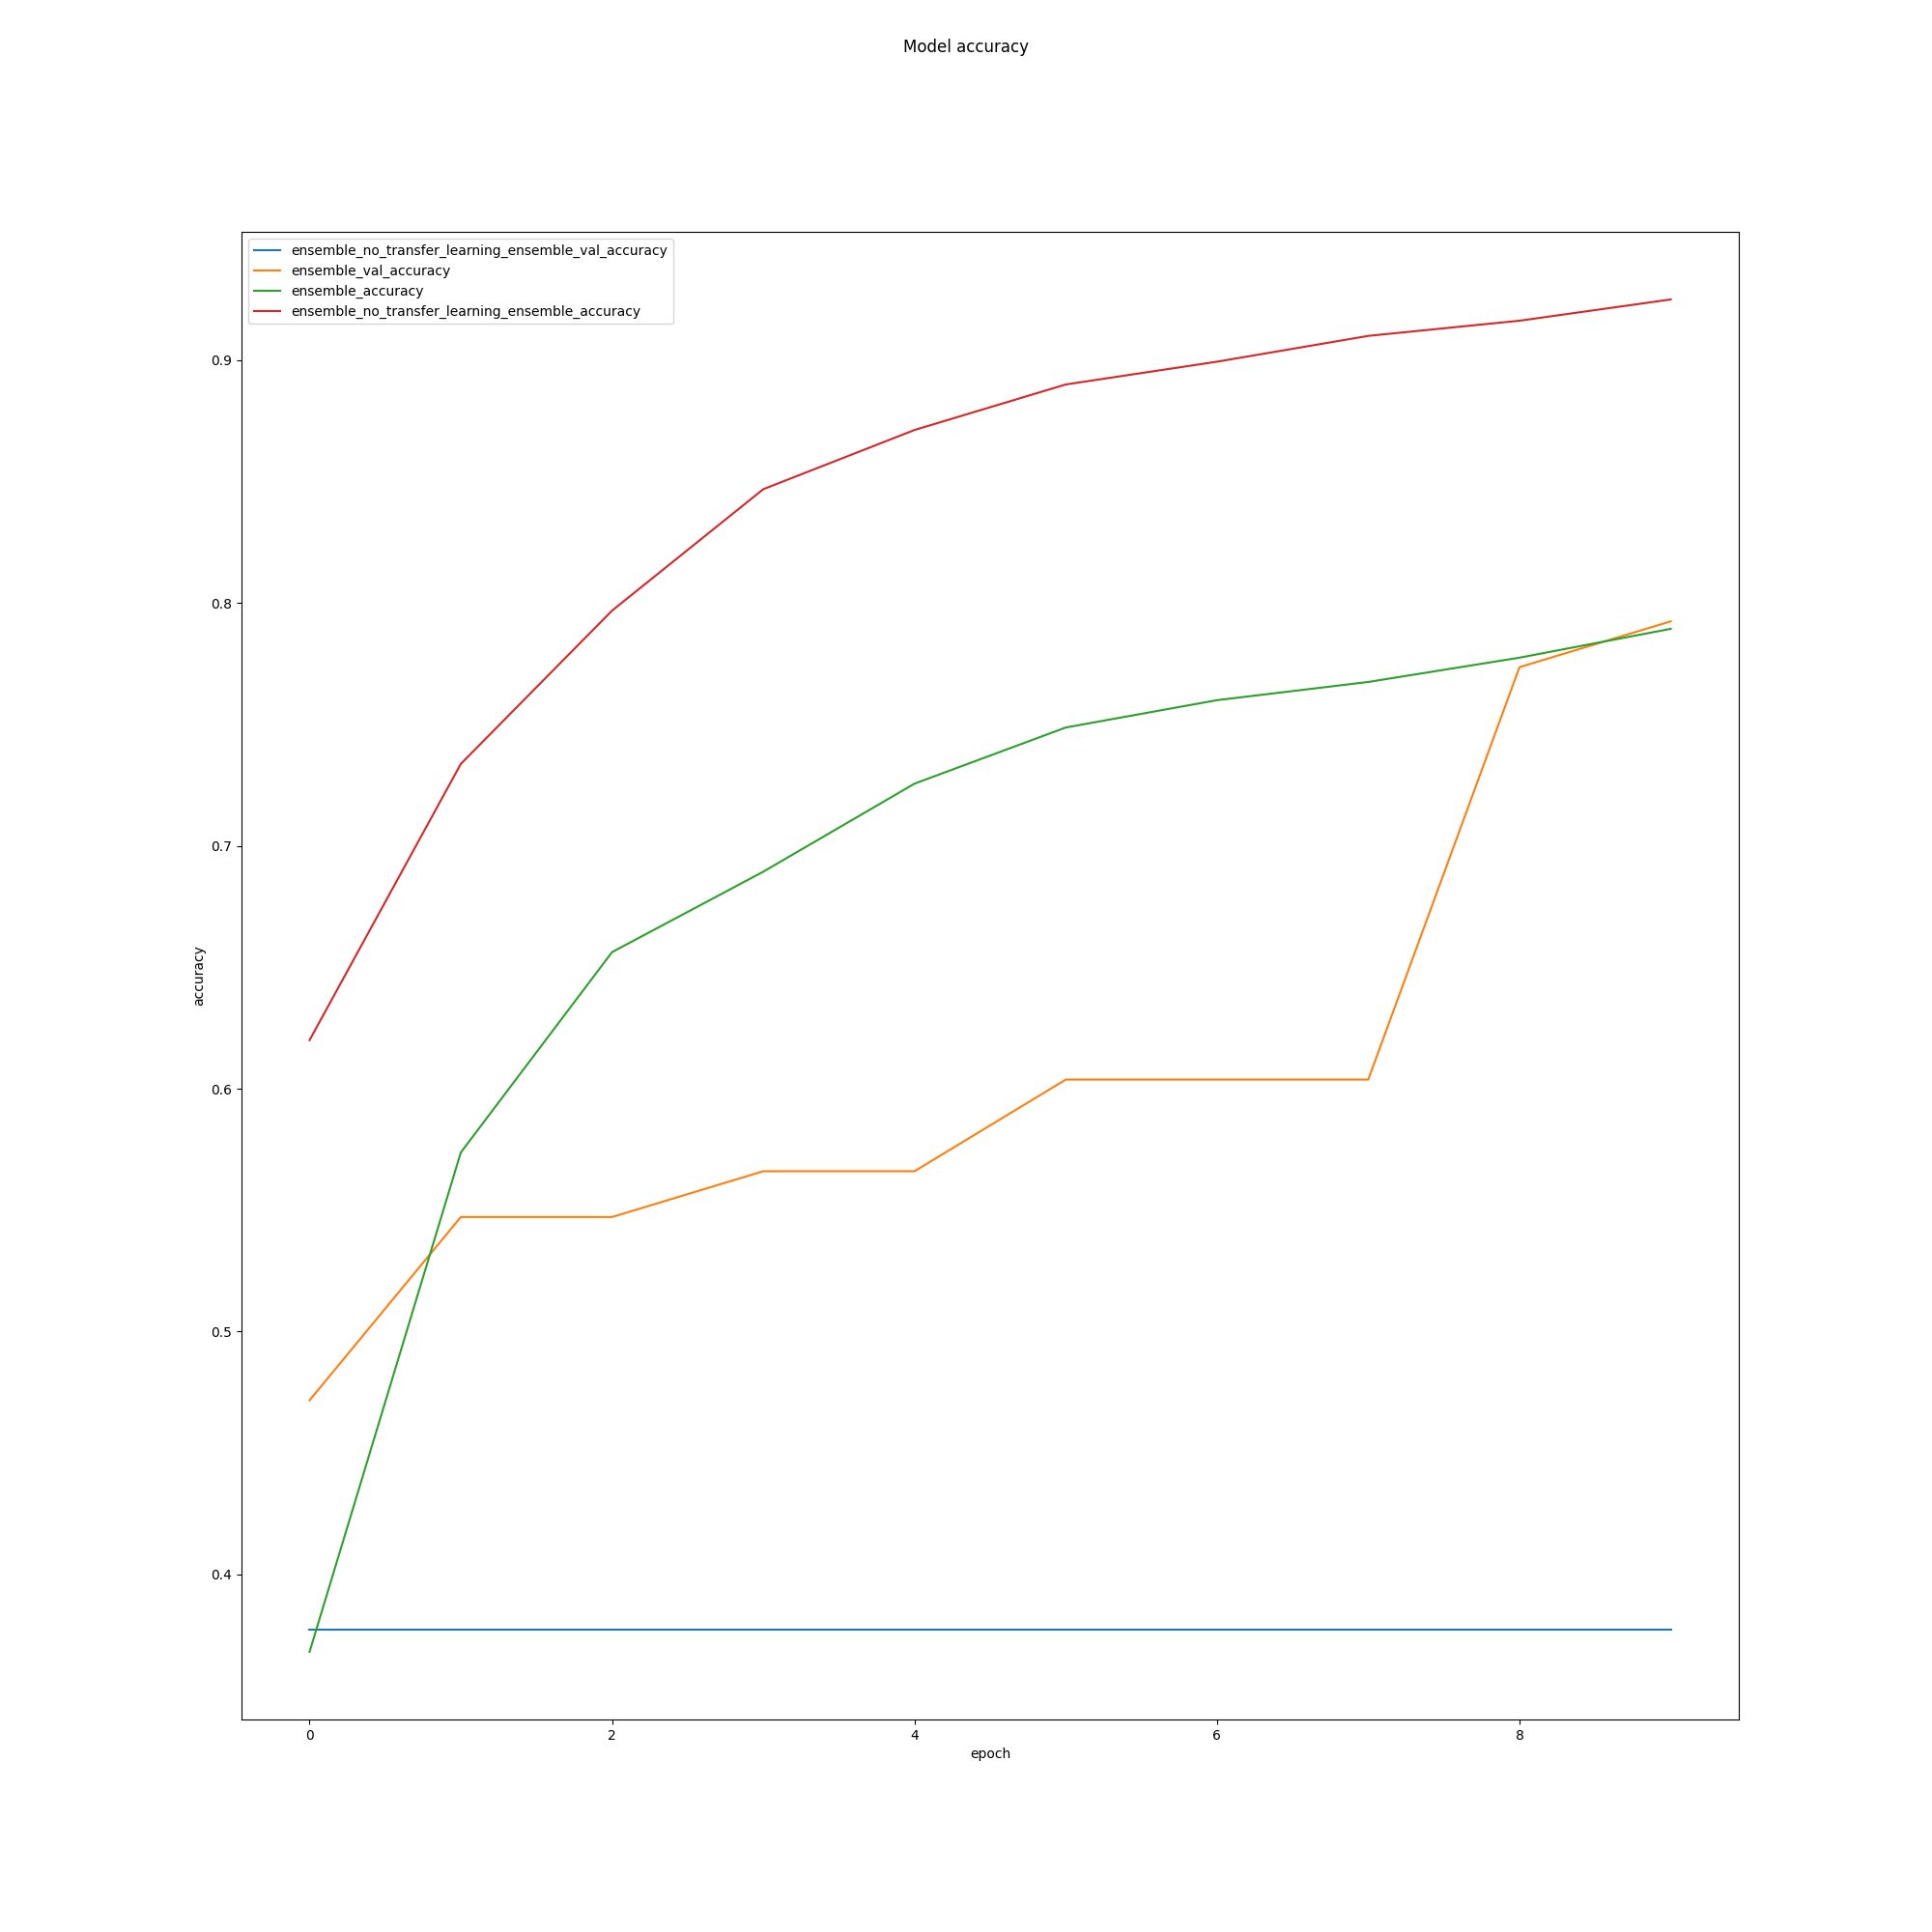 Model accuracy
ensemble_no_transfer_learning_ensemble_val_accuracy
ensemble_val_accuracy
ensemble_accuracy
ensemble_no_transfer_learning_ensemble_accuracy
0.9
0.8
0.7
0.6
0.5
0.4
accuracy
0 2 4 6 8
epoch